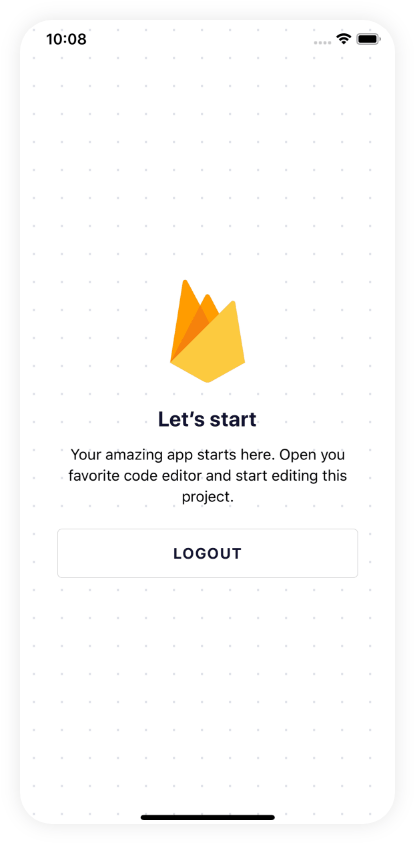 10:08
Let's start
Your amazing app starts here. Open you
favorite code editor and start editing this
project.
LOGOUT